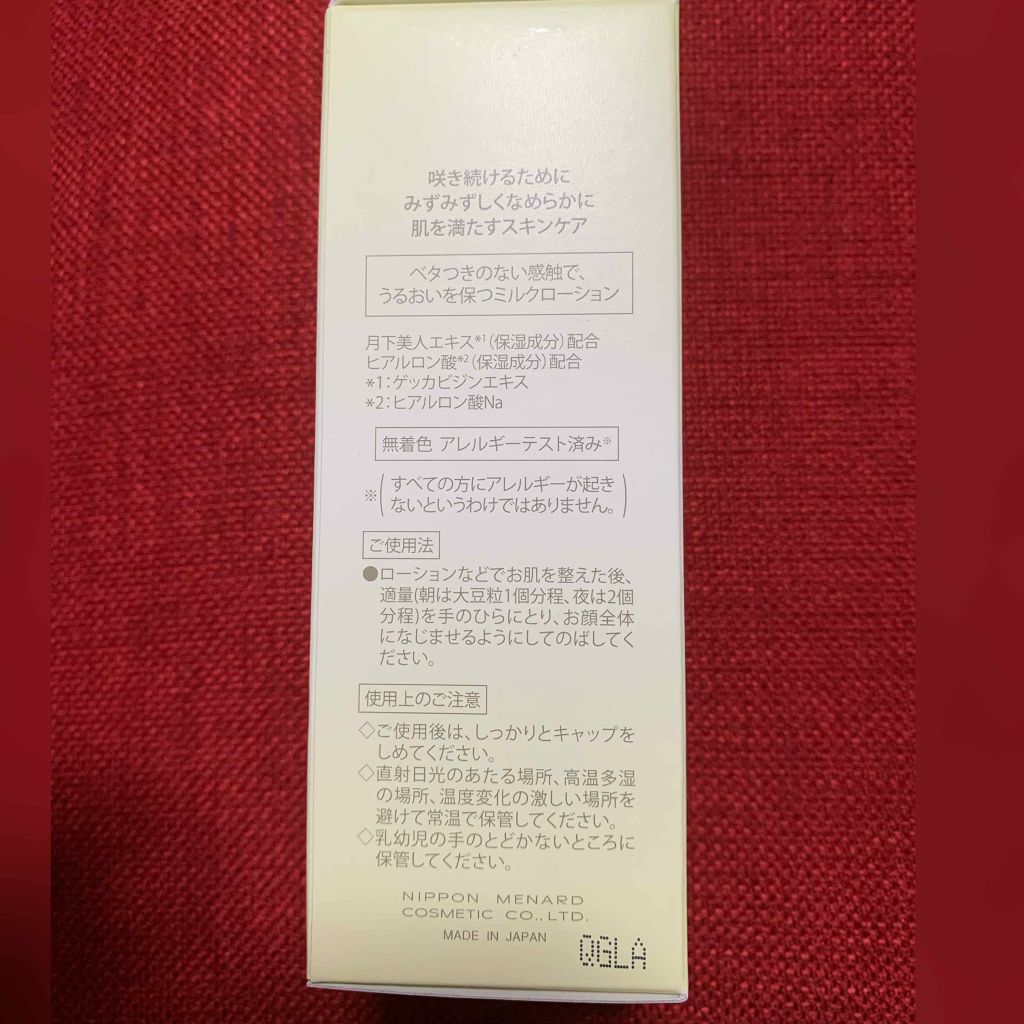 咲き続けるために
みずみずしくなめらかに
肌を満たすスキンケア
ベタつきのない感触で、
うるおいを保つミルクローション
月下美人エキス*1(保湿成分)配合
ヒアルロン酸*2(保湿成分)配合
*1:ゲッカビジンエキス
*2:ヒアルロン酸Na
無着色 アレルギーテスト済み※
※(すべての方にアレルギーが起き
ないというわけではありません。)
ご使用法
●ローションなどでお肌を整えた後、
適量(朝は大豆粒1個分程、夜は2個
分程)を手のひらにとり、お顔全体
になじませるようにしてのばしてく
ださい。
使用上のご注意
◇ご使用後は、しっかりとキャップを
しめてください。
◇直射日光のあたる場所、高温多湿
の場所、温度変化の激しい場所を
避けて常温で保管してください。
◇乳幼児の手のとどかないところに
保管してください。
NIPPON MENARD
COSMETIC CO.,LTD.
MADE IN JAPAN
QGLA